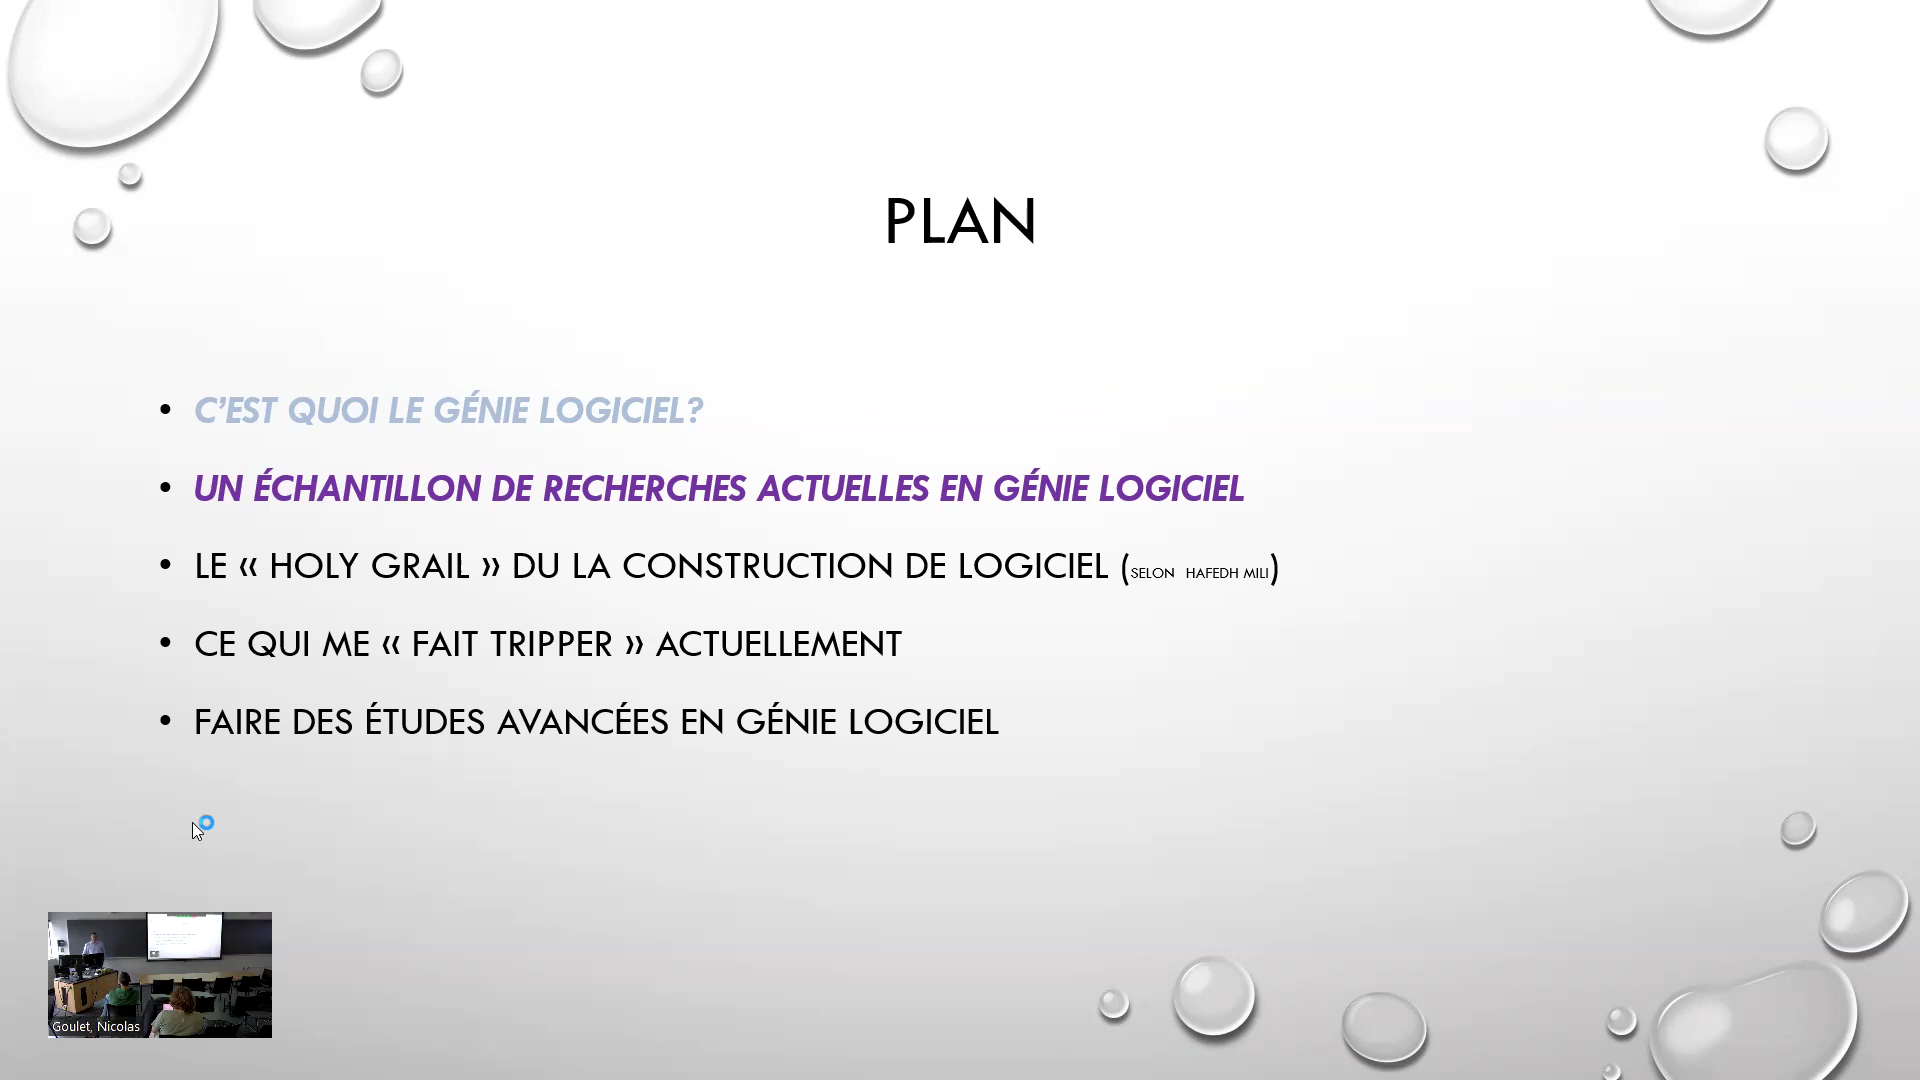 PLAN
• C’EST QUOI LE GÉNIE LOGICIEL?
• UN ÉCHANTILLON DE RECHERCHES ACTUELLES EN GÉNIE LOGICIEL
• LE « HOLY GRAIL » DU LA CONSTRUCTION DE LOGICIEL (SELON HAFEDH MILI)
• CE QUI ME « FAIT TRIPPER » ACTUELLEMENT
• FAIRE DES ÉTUDES AVANCÉES EN GÉNIE LOGICIEL
Goulet, Nicolas